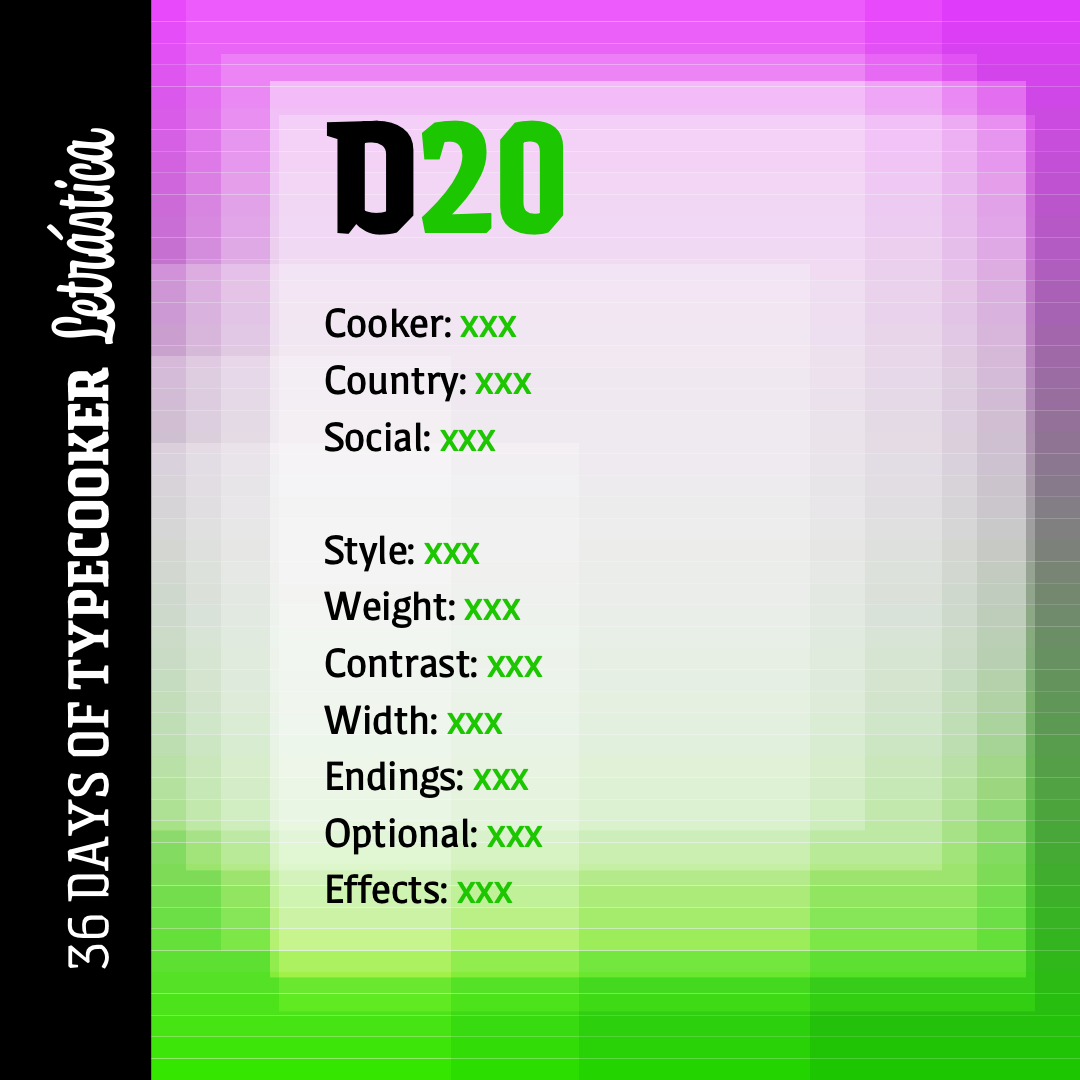 36 DAYS OF TYPECOOKER Letrástica
D20
Cooker: xxx
Country: xxx
Social: xxx
Style: xxx
Weight: xxx
Contrast: xxx
Width: xxx
Endings: xxx
Optional: xxx
Effects: xxx